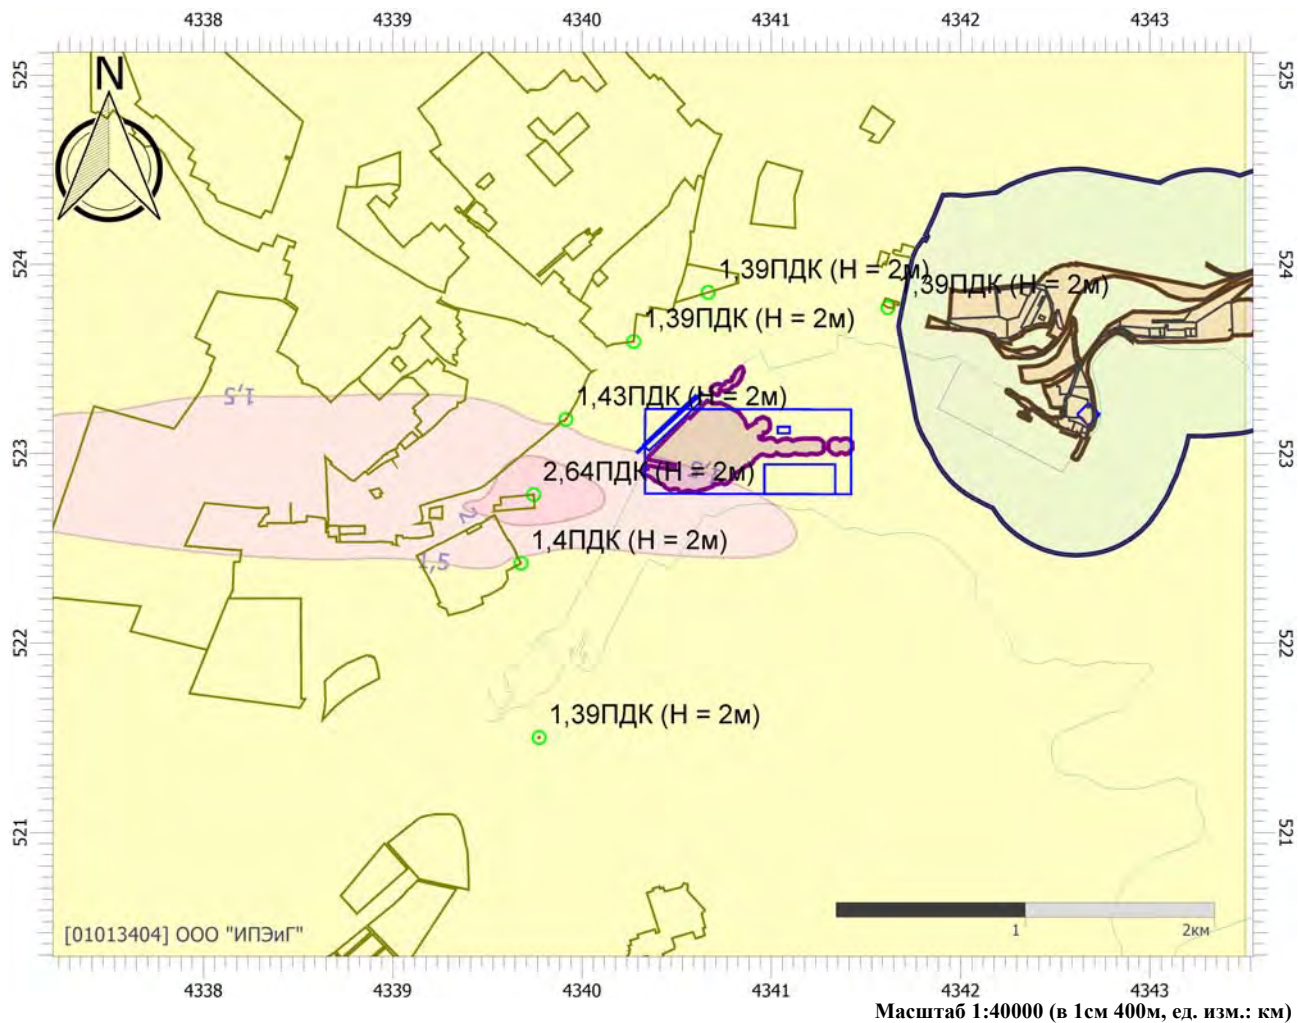 4338 4339 4340 4341 4342 4343
525 525
N
524 524
1,39ПДК (Н = 2м)
,39ПДК (Н = 2м)
1,39ПДК (Н = 2м)
1,5
1,43ПДК (Н = 2м)
523 523
2,64ПДК (Н = 2м)
2
1,4ПДК (Н = 2м)
1,5
522 522
1,39ПДК (Н = 2м)
521 521
[01013404] ООО "ИПЭиГ"
1 2км
4338 4339 4340 4341 4342 4343
Масштаб 1:40000 (в 1см 400м, ед. изм.: км)